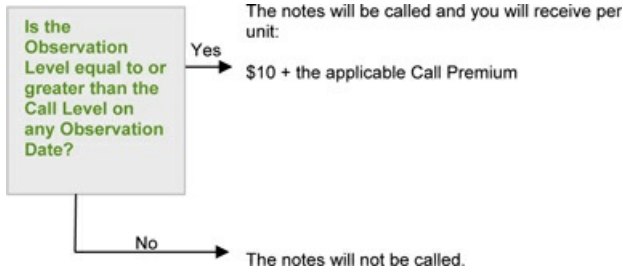 Is the
Observation
Level equal to or
greater than the
Call Level on
any Observation
Date?
Yes
The notes will be called and you will receive per
unit:
$10 + the applicable Call Premium
No
The notes will not be called.